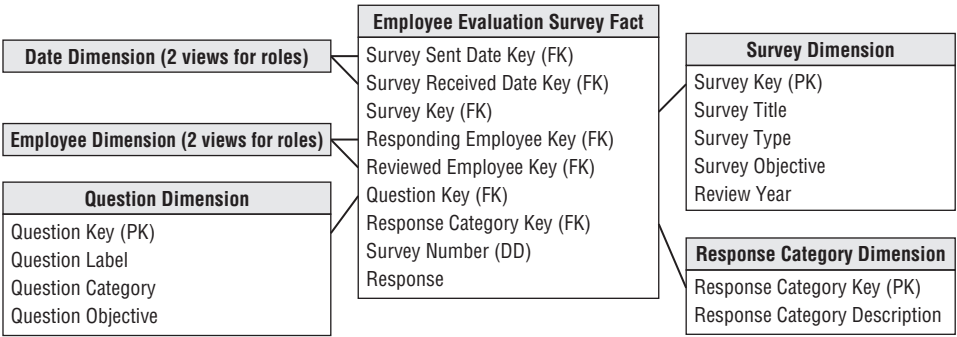 Date Dimension (2 views for roles)
Employee Dimension (2 views for roles)
Question Dimension
Question Key (PK)
Question Label
Question Category
Question Objective
Employee Evaluation Survey Fact
Survey Sent Date Key (FK)
Survey Received Date Key (FK)
Survey Key (FK)
Responding Employee Key (FK)
Reviewed Employee Key (FK)
Question Key (FK)
Response Category Key (FK)
Survey Number (DD)
Response
Survey Dimension
Survey Key (PK)
Survey Title
Survey Type
Survey Objective
Review Year
Response Category Dimension
Response Category Key (PK)
Response Category Description